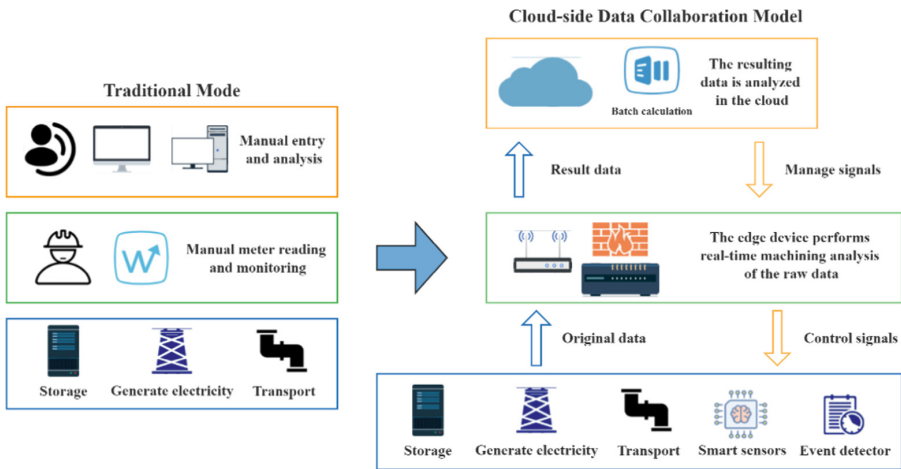 Traditional Mode
Manual entry
and analysis
Manual meter reading
and monitoring
Storage
Generate electricity
Transport
Cloud-side Data Collaboration Model
Batch calculation
The resulting
data is analyzed
in the cloud
Result data
Manage signals
The edge device performs
real-time machining analysis
of the raw data
Original data
Control signals
Storage
Generate electricity
Transport
Smart sensors
Event detector